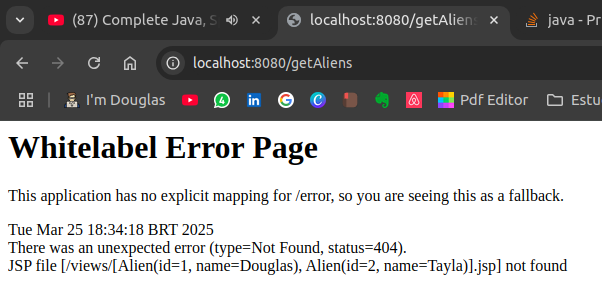 (87) Complete Java, S
localhost:8080/getAliens
java - Pr
localhost:8080/getAliens
I'm Douglas
4
in
G
Pdf Editor
Estu
Whitelabel Error Page
This application has no explicit mapping for /error, so you are seeing this as a fallback.
Tue Mar 25 18:34:18 BRT 2025
There was an unexpected error (type=Not Found, status=404).
JSP file [/views/[Alien(id=1, name=Douglas), Alien(id=2, name=Tayla)].jsp] not found